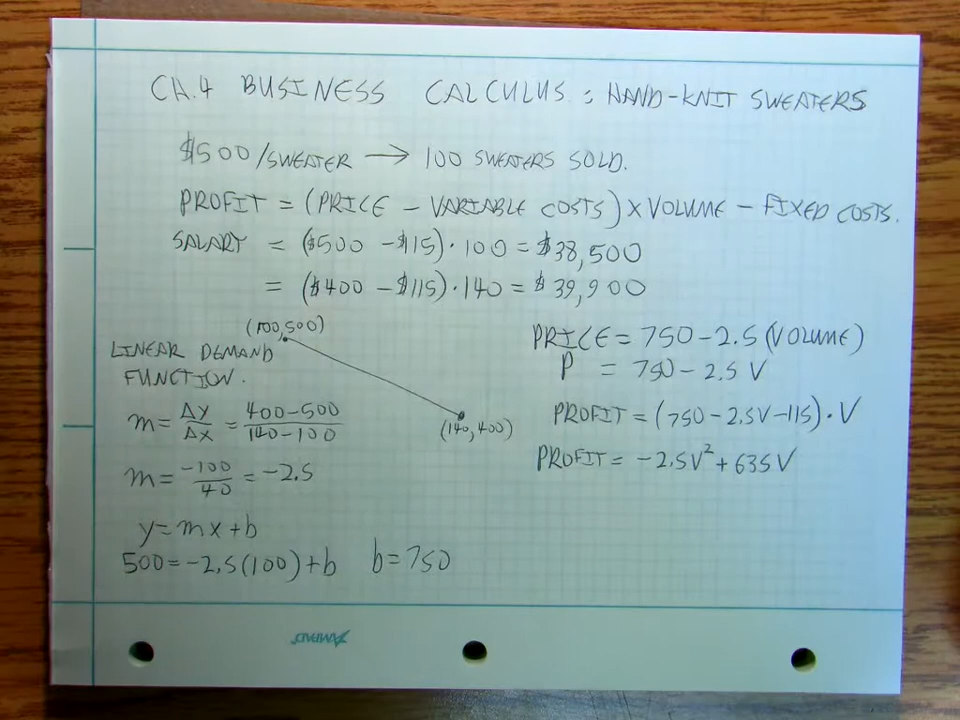 CH.4 BUSINESS CALCULUS : HAND-KNIT SWEATERS
$500/SWEATER → 100 SWEATERS SOLD.
PROFIT = (PRICE - VARIABLE COSTS) × VOLUME - FIXED COSTS.
SALARY = ($500 - $115)·100 = $38,500
= ($400 - $115)·140 = $39,900
(100,500)
LINEAR DEMAND
FUNCTION.
(140,400)
m = Δy/Δx = 400-500/140-100
m = -100/40 = -2.5
y = mx + b
500 = -2.5(100) + b b = 750
PRICE = 750 - 2.5 (VOLUME)
P = 750 - 2.5 V
PROFIT = (750 - 2.5V - 115)·V
PROFIT = -2.5V² + 635V
AMPAD